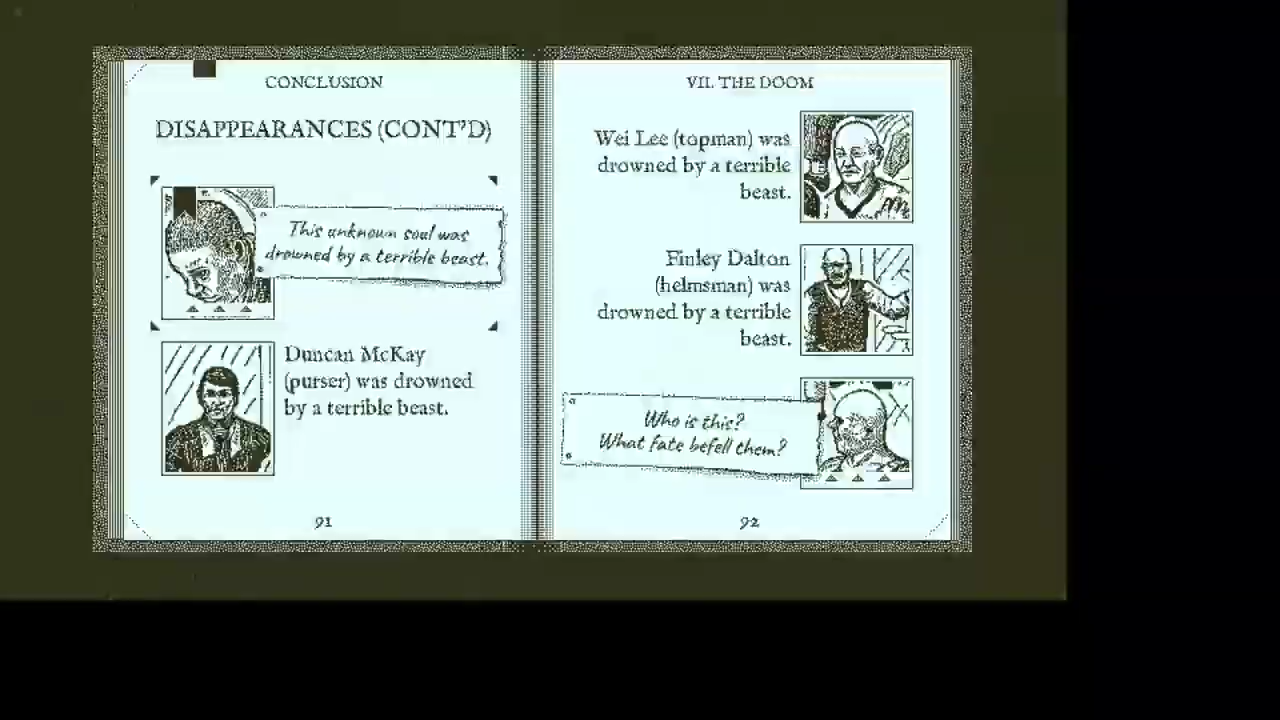 CONCLUSION
DISAPPEARANCES (CONT'D)
This unknown soul was
drowned by a terrible beast.
Duncan McKay
(purser) was drowned
by a terrible beast.
91
VII. THE DOOM
Wei Lee (topman) was
drowned by a terrible
beast.
Finley Dalton
(helmsman) was
drowned by a terrible
beast.
Who is this?
What fate befell them?
92